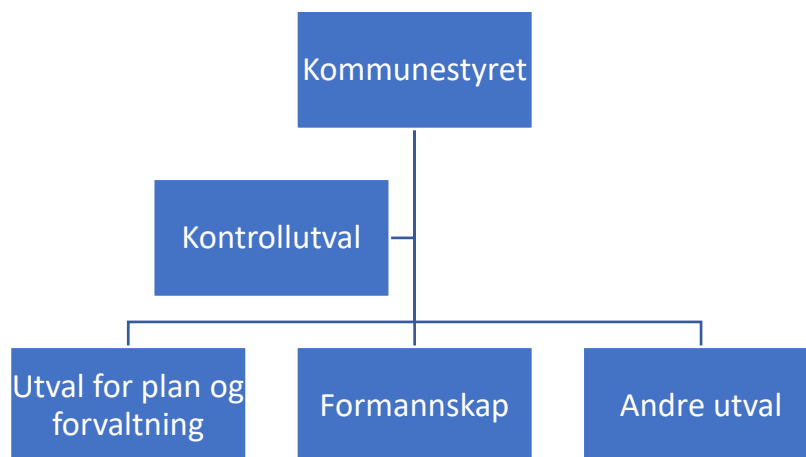 Kommunestyret
Kontrollutval
Utval for plan og
forvaltning
Formannskap
Andre utval